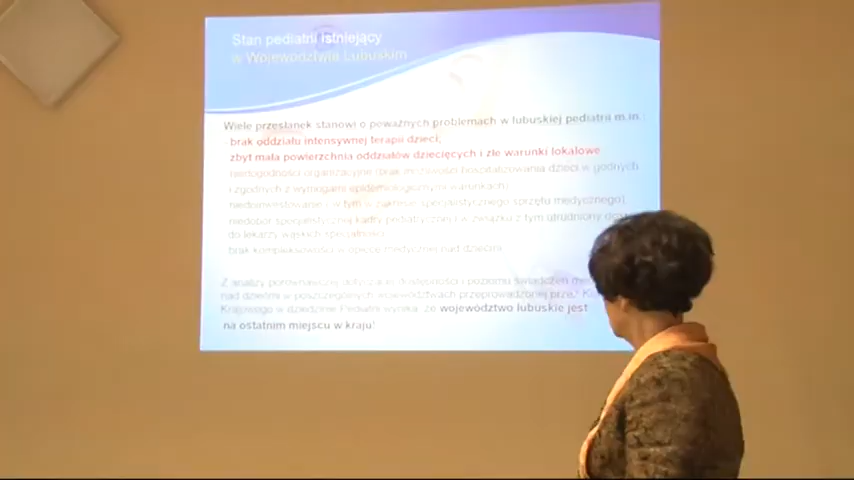 Stan pediatrii istniejący
w Województwie Lubuskim
Wiele przesłanek stanowi o poważnych problemach w lubuskiej pediatrii m.in.:
brak oddziału intensywnej terapii dzieci,
zbyt mała powierzchnia oddziałów dziecięcych i złe warunki lokalowe
niedogodności organizacyjne (brak możliwości hospitalizowania dzieci w godnych
i zgodnych z wymogami epidemiologicznymi warunkach),
niedoinwestowanie ( w tym w zakresie specjalistycznego sprzętu medycznego),
niedobór specjalistycznej kadry pediatrycznej i w związku z tym utrudniony
do lekarzy wąskich specjalności
brak kompleksowości w opiece medycznej nad dziećmi.
Z analizy porównawczej dotyczącej dostępności i poziomu świadczeń
nad dziećmi w poszczególnych województwach przeprowadzonej przez
Krajowego w dziedzinie Pediatrii wynika, że województwo lubuskie jest
na ostatnim miejscu w kraju!